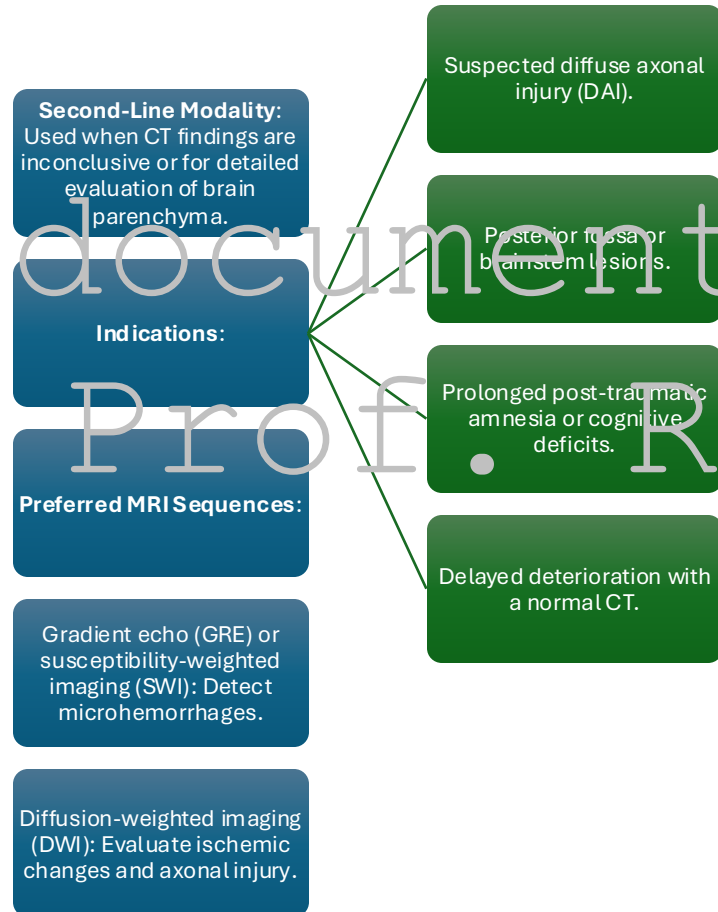 Second-Line Modality:
Used when CT findings are
inconclusive or for detailed
evaluation of brain
parenchyma.
Indications:
Suspected diffuse axonal
injury (DAI).
Posterior fossa or
brainstem lesions.
Prolonged post-traumatic
amnesia or cognitive
deficits.
Delayed deterioration with
a normal CT.
Preferred MRI Sequences:
Gradient echo (GRE) or
susceptibility-weighted
imaging (SWI): Detect
microhemorrhages.
Diffusion-weighted imaging
(DWI): Evaluate ischemic
changes and axonal injury.
document
Prof. R